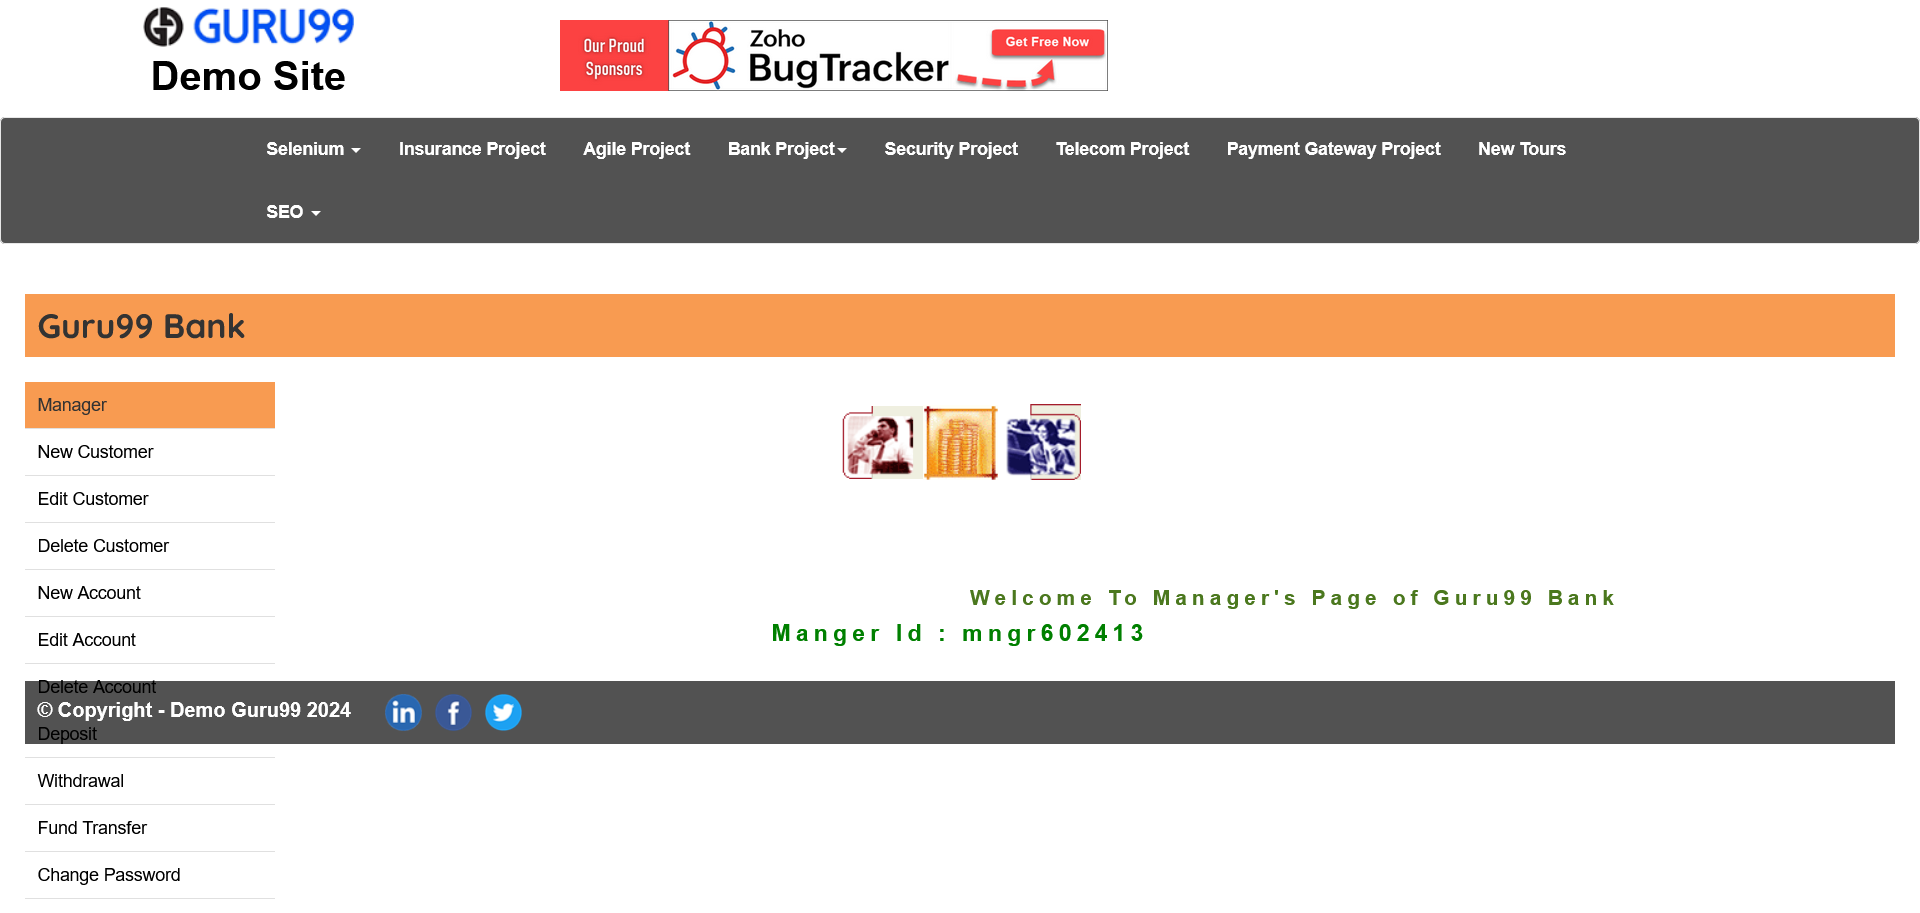 GURU99
Demo Site
Our Proud
Sponsors
Zoho
BugTracker
Get Free Now
Selenium
Insurance Project
Agile Project
Bank Project
Security Project
Telecom Project
Payment Gateway Project
New Tours
SEO
Guru99 Bank
Manager
New Customer
Edit Customer
Delete Customer
New Account
Edit Account
Delete Account
Deposit
Withdrawal
Fund Transfer
Change Password
Welcome To Manager's Page of Guru99 Bank
Manger Id : mngr602413
© Copyright - Demo Guru99 2024
in
f